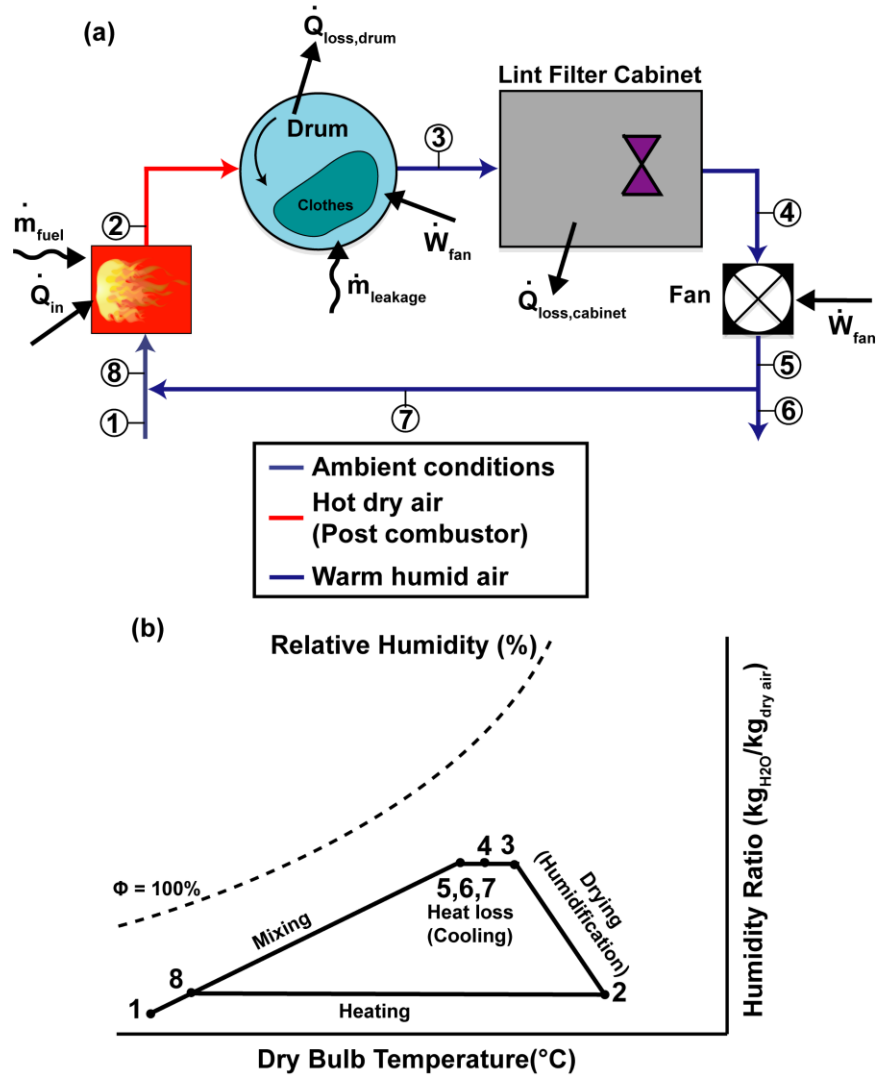 (a)
Q̇loss,drum
Lint Filter Cabinet
Drum
Clothes
③
②
④
ṁfuel
Q̇in
Ẇfan
ṁleakage
Q̇loss,cabinet
Fan
Ẇfan
⑧
⑤
①
⑦
⑥
Ambient conditions
Hot dry air
(Post combustor)
Warm humid air
(b)
Relative Humidity (%)
Φ = 100%
Mixing
4
3
5,6,7
Heat loss
(Cooling)
Drying
(Humidification)
8
1
2
Heating
Dry Bulb Temperature(°C)
Humidity Ratio (kgH2O/kgdry air)